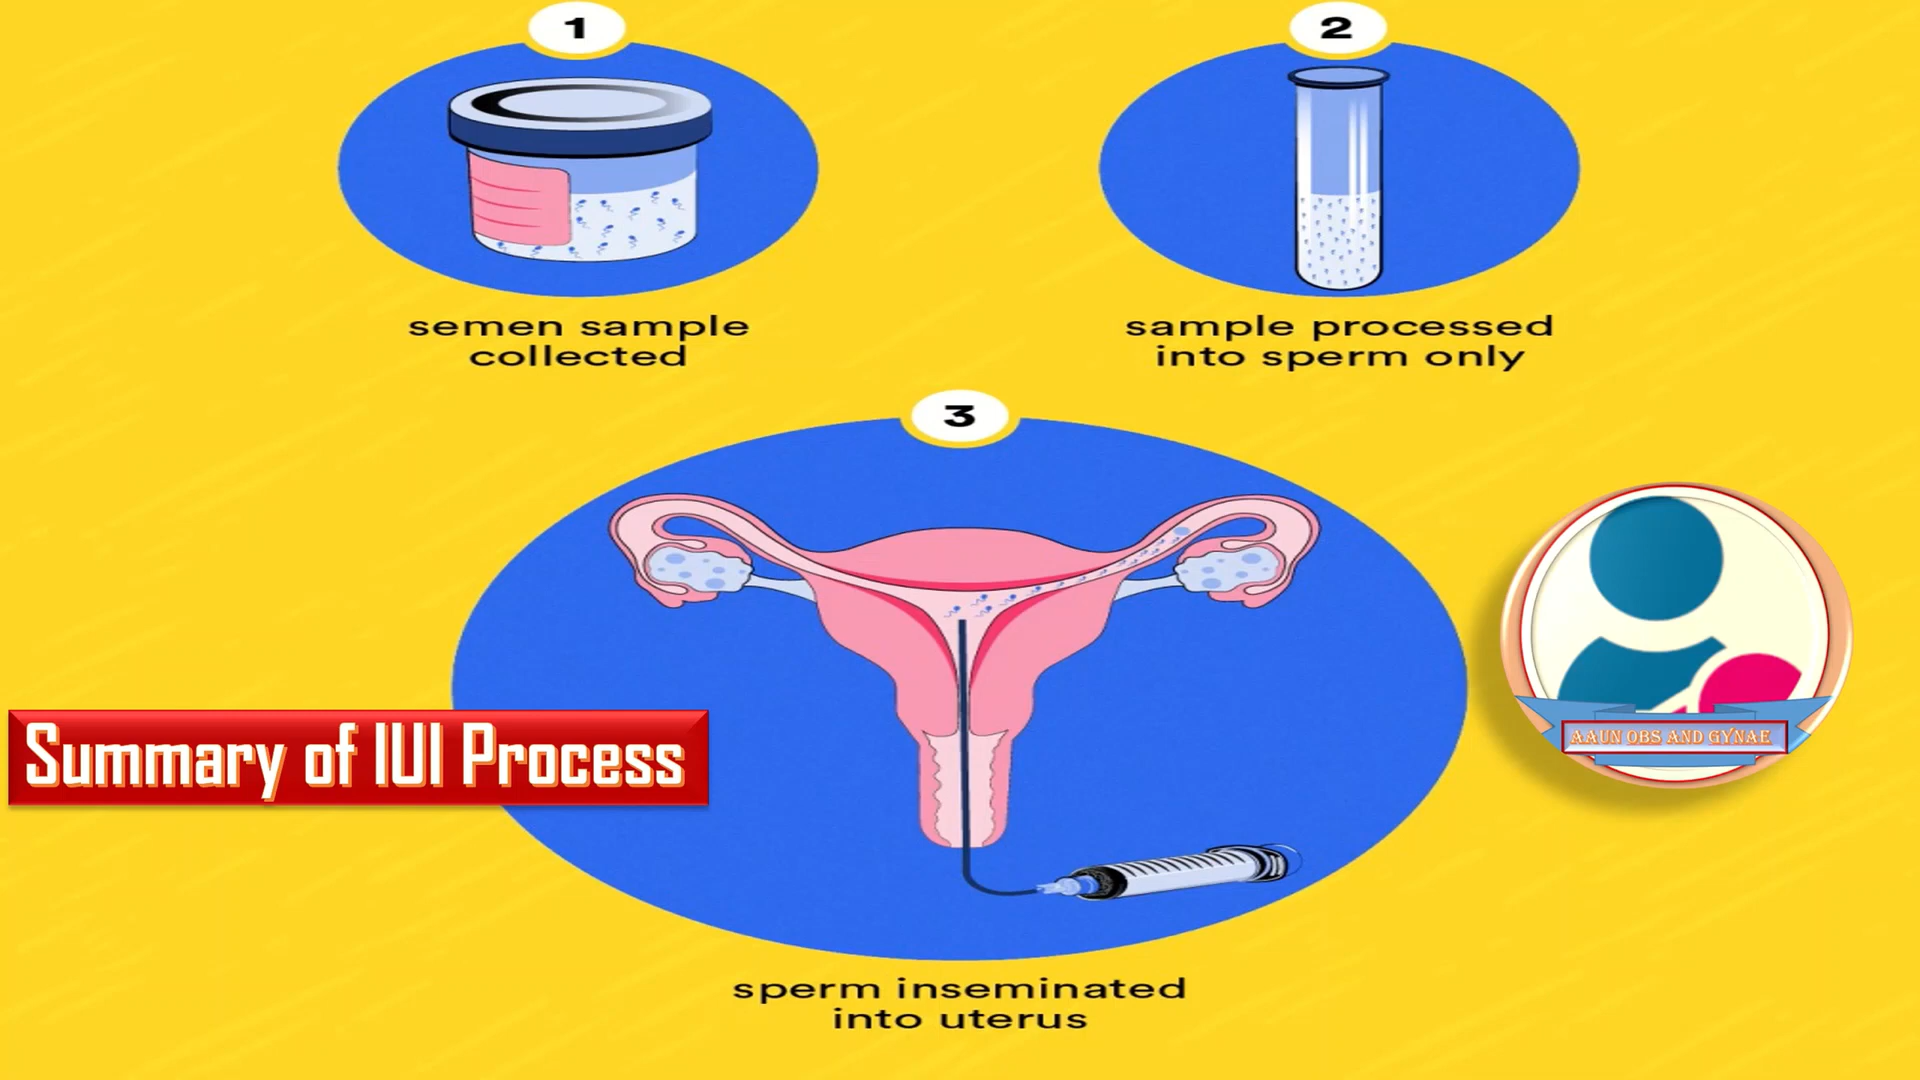 1
semen sample
collected
2
sample processed
into sperm only
3
Summary of IUI Process
AAUN OBS AND GYNAE
sperm inseminated
into uterus